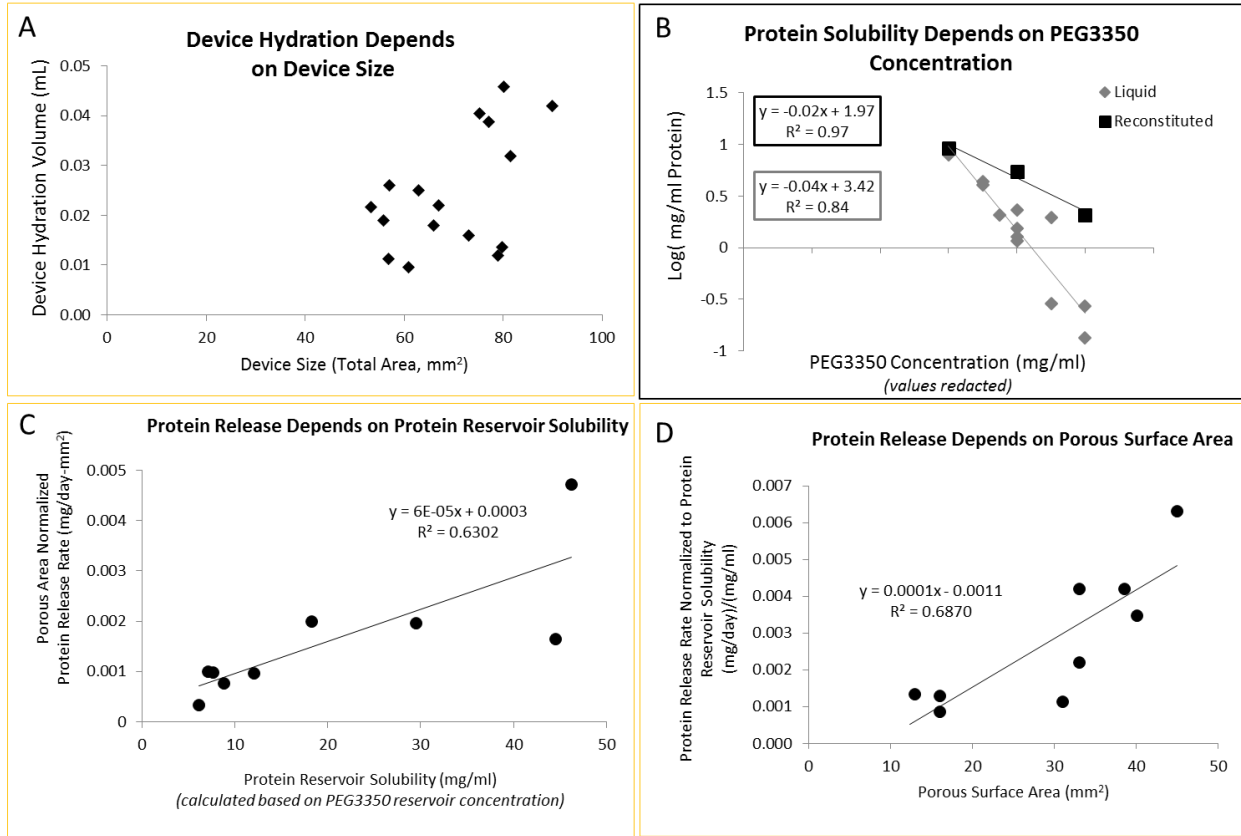 A
Device Hydration Depends
on Device Size
Device Hydration Volume (mL)
0.05
0.04
0.03
0.02
0.01
0.00
0
20
40
60
80
100
Device Size (Total Area, mm²)
B
Protein Solubility Depends on PEG3350
Concentration
Liquid
Reconstituted
y = -0.02x + 1.97
R² = 0.97
y = -0.04x + 3.42
R² = 0.84
Log( mg/ml Protein)
1.5
1
0.5
0
-0.5
-1
PEG3350 Concentration (mg/ml)
(values redacted)
C
Protein Release Depends on Protein Reservoir Solubility
Porous Area Normalized
Protein Release Rate (mg/day-mm²)
0.005
0.004
0.003
0.002
0.001
0
y = 6E-05x + 0.0003
R² = 0.6302
0
10
20
30
40
50
Protein Reservoir Solubility (mg/ml)
(calculated based on PEG3350 reservoir concentration)
D
Protein Release Depends on Porous Surface Area
Protein Release Rate Normalized to Protein
Reservoir Solubility
(mg/day)/(mg/ml)
0.007
0.006
0.005
0.004
0.003
0.002
0.001
0.000
y = 0.0001x - 0.0011
R² = 0.6870
0
10
20
30
40
50
Porous Surface Area (mm²)